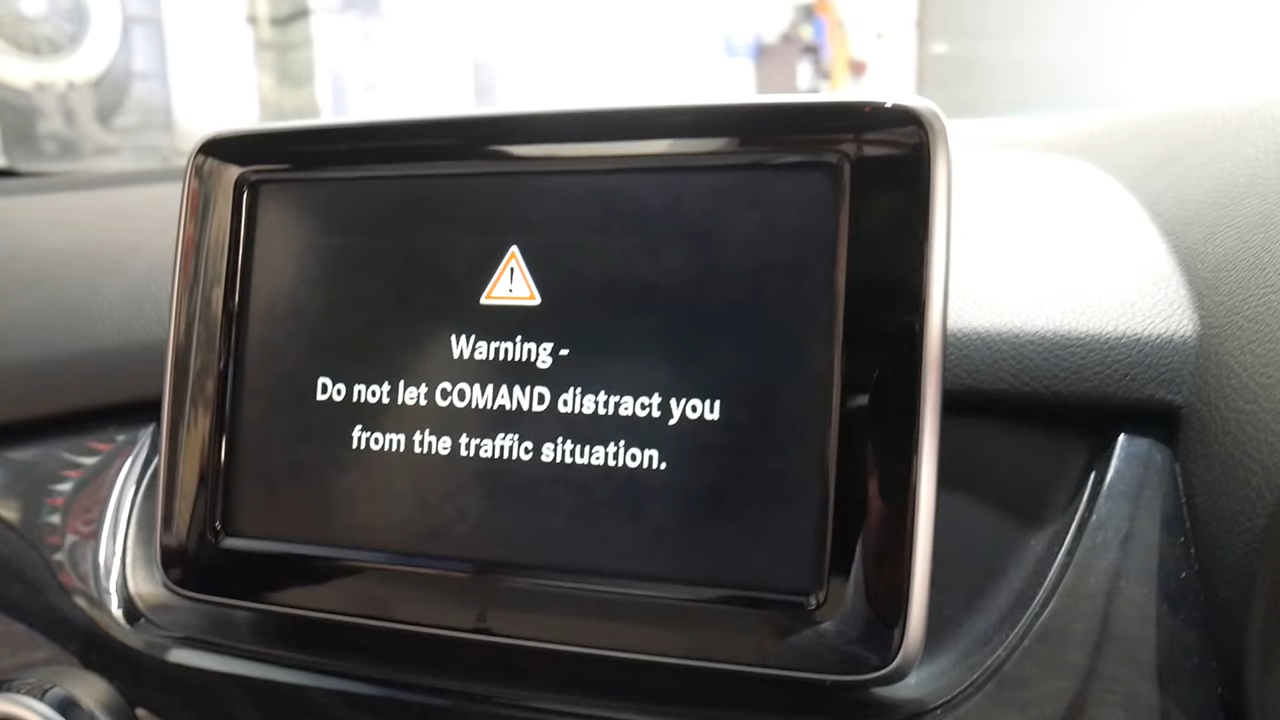 Warning -
Do not let COMAND distract you
from the traffic situation.